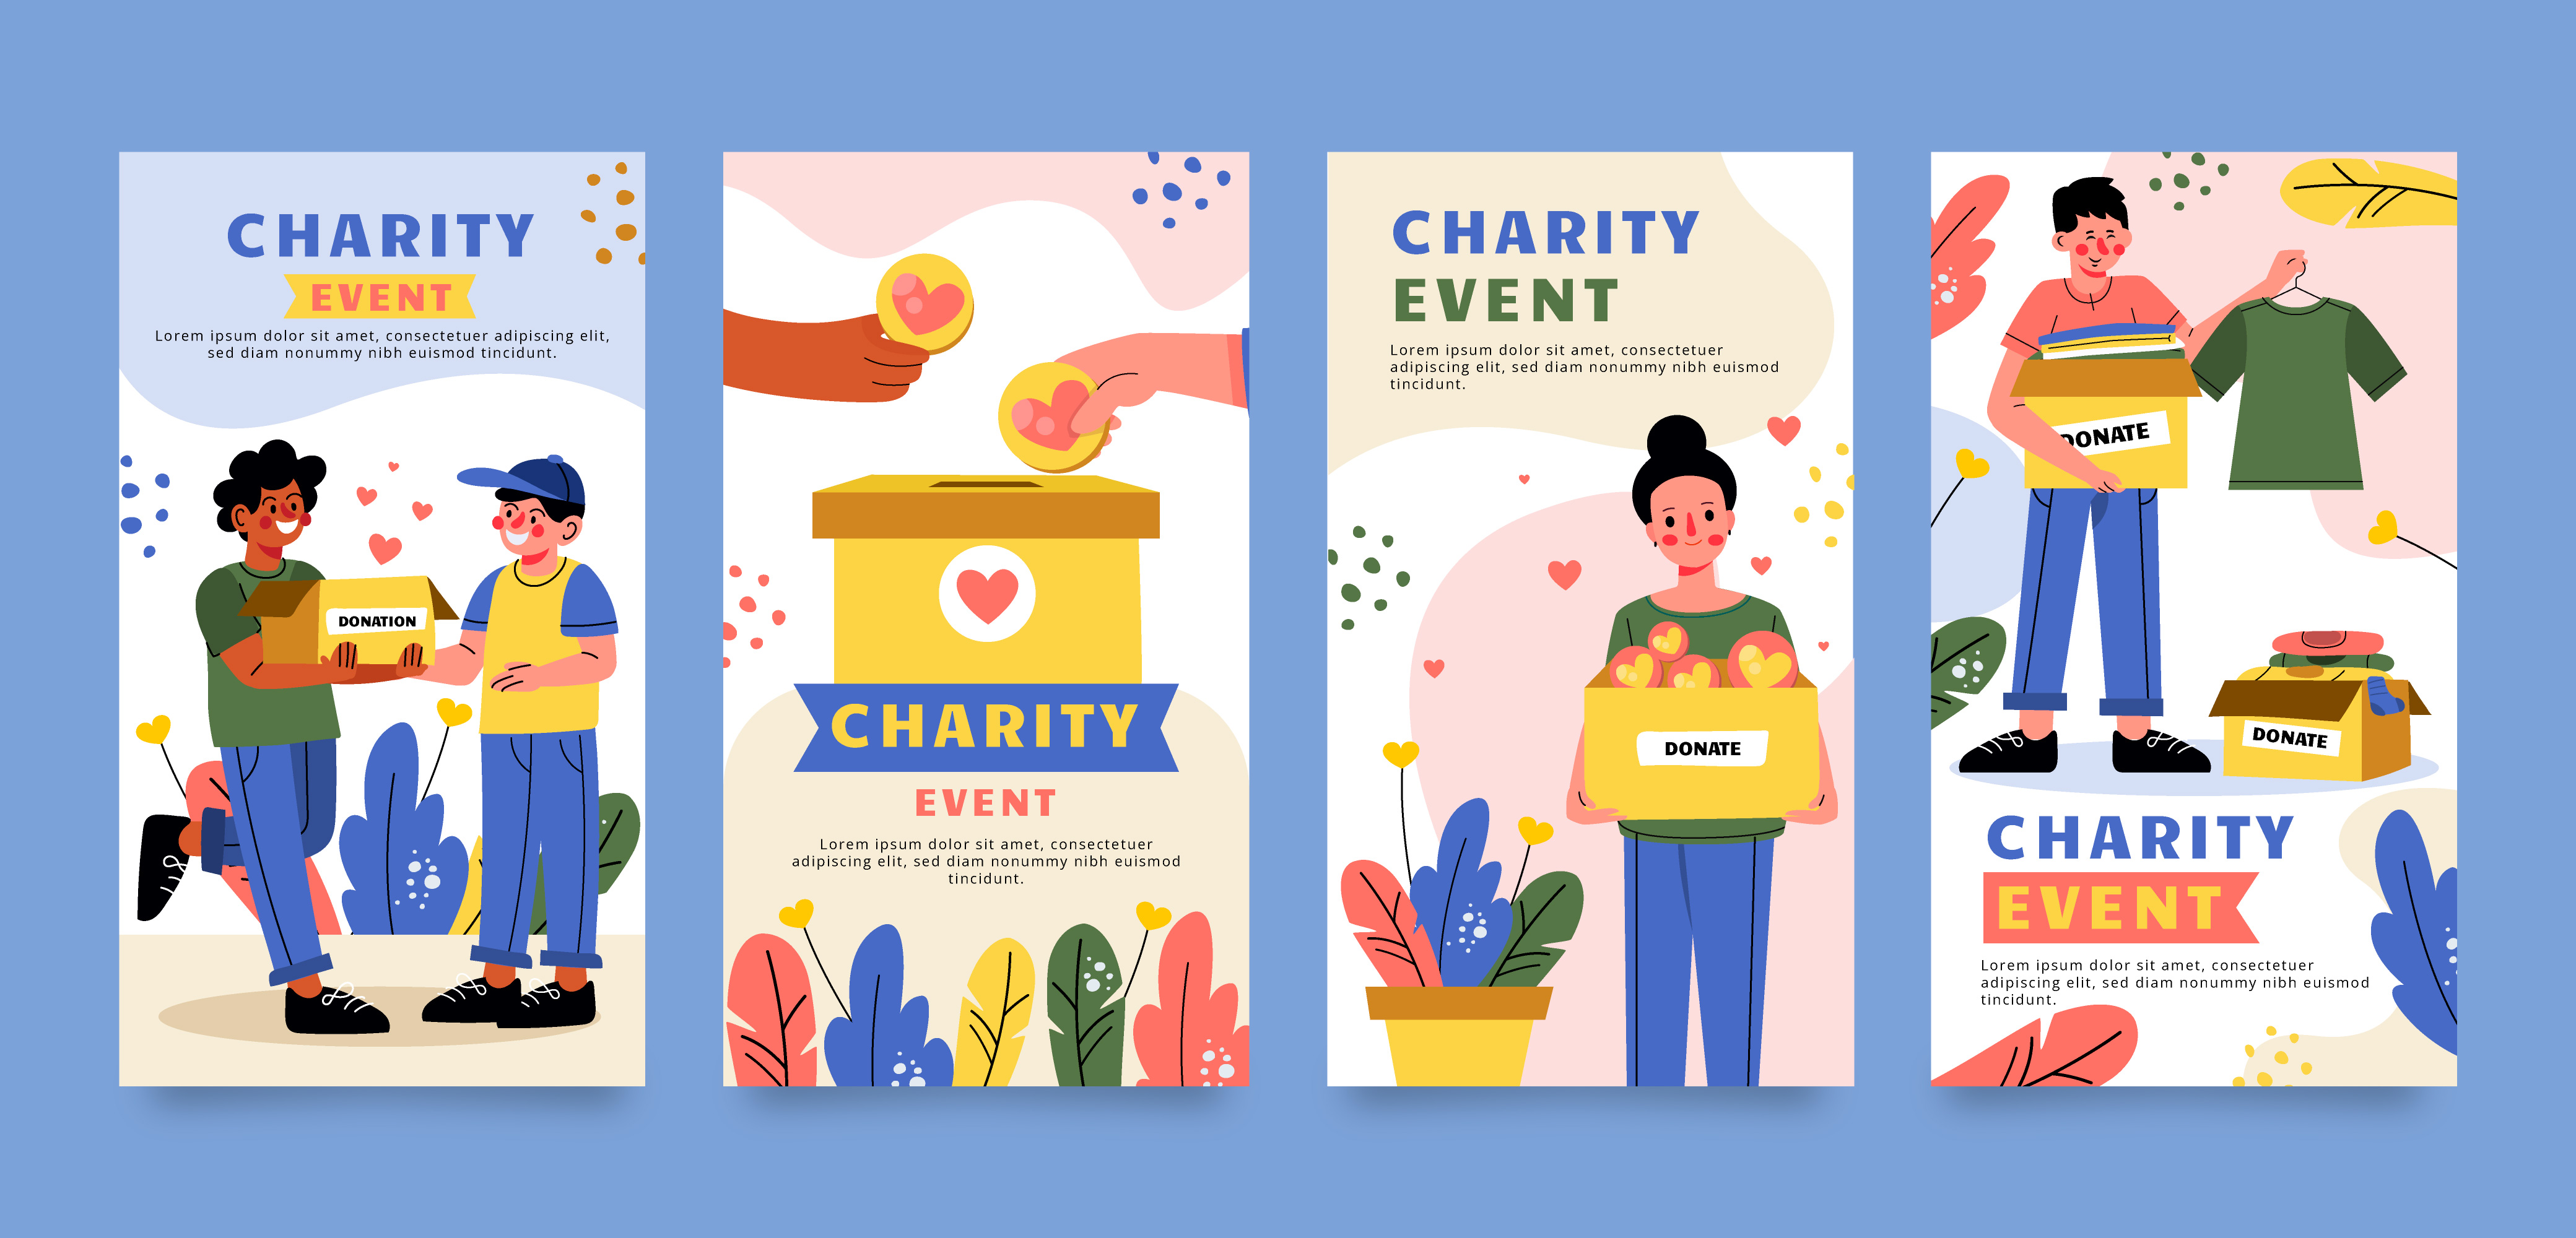 CHARITY
EVENT
Lorem ipsum dolor sit amet, consectetuer adipiscing elit,
sed diam nonummy nibh euismod tincidunt.
DONATION
CHARITY
EVENT
Lorem ipsum dolor sit amet, consectetuer
adipiscing elit, sed diam nonummy nibh euismod
tincidunt.
CHARITY
EVENT
Lorem ipsum dolor sit amet, consectetuer
adipiscing elit, sed diam nonummy nibh euismod
tincidunt.
DONATE
DONATE
DONATE
CHARITY
EVENT
Lorem ipsum dolor sit amet, consectetuer
adipiscing elit, sed diam nonummy nibh euismod
tincidunt.